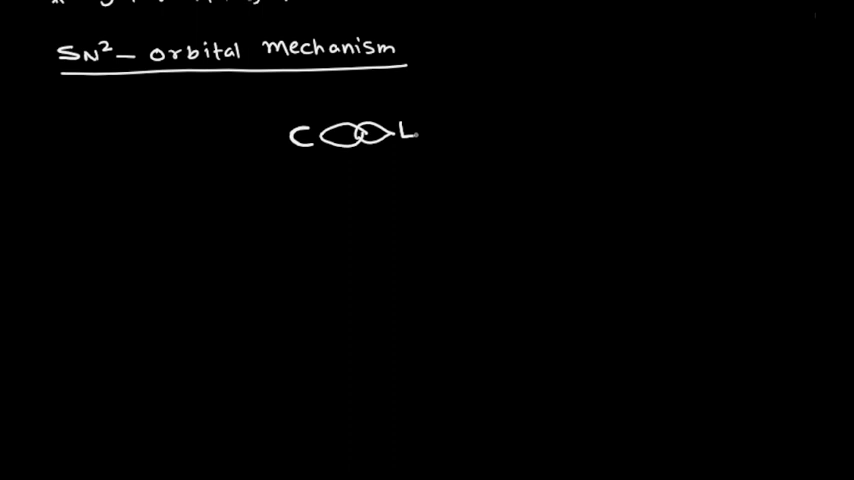 SN² – orbital mechanism
C L